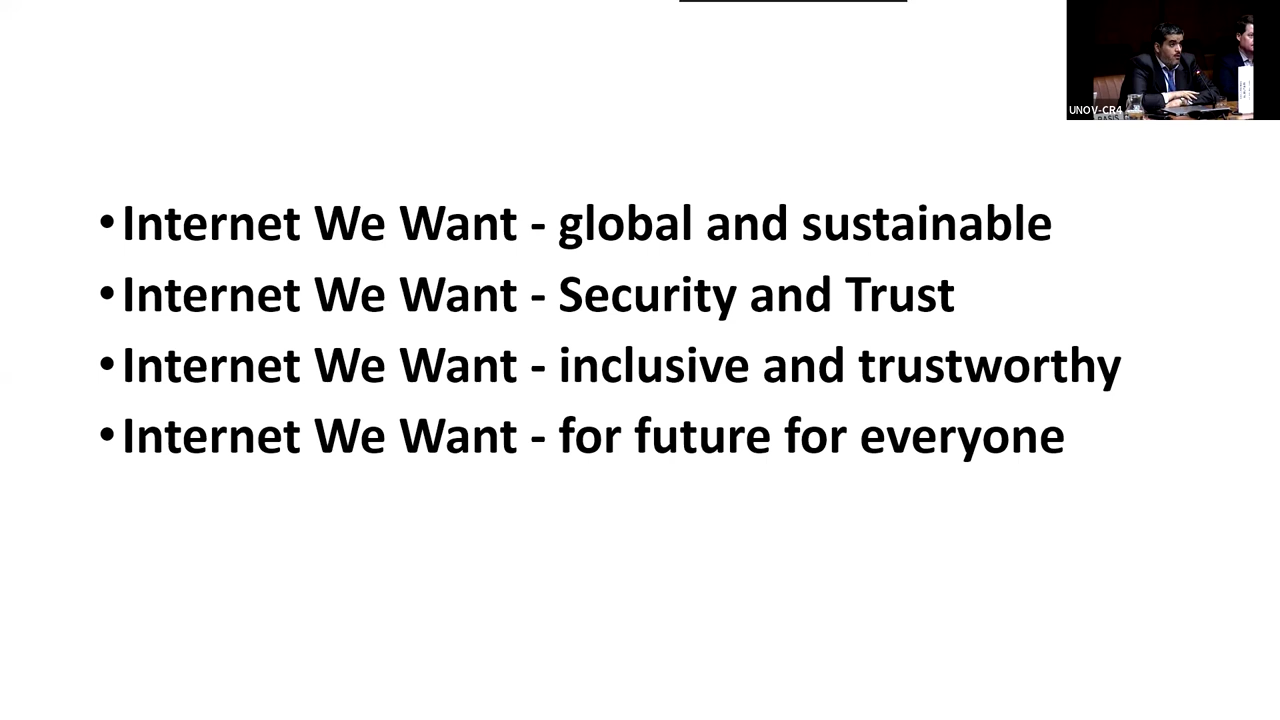 UNOV-CR4
• Internet We Want - global and sustainable
• Internet We Want - Security and Trust
• Internet We Want - inclusive and trustworthy
• Internet We Want - for future for everyone